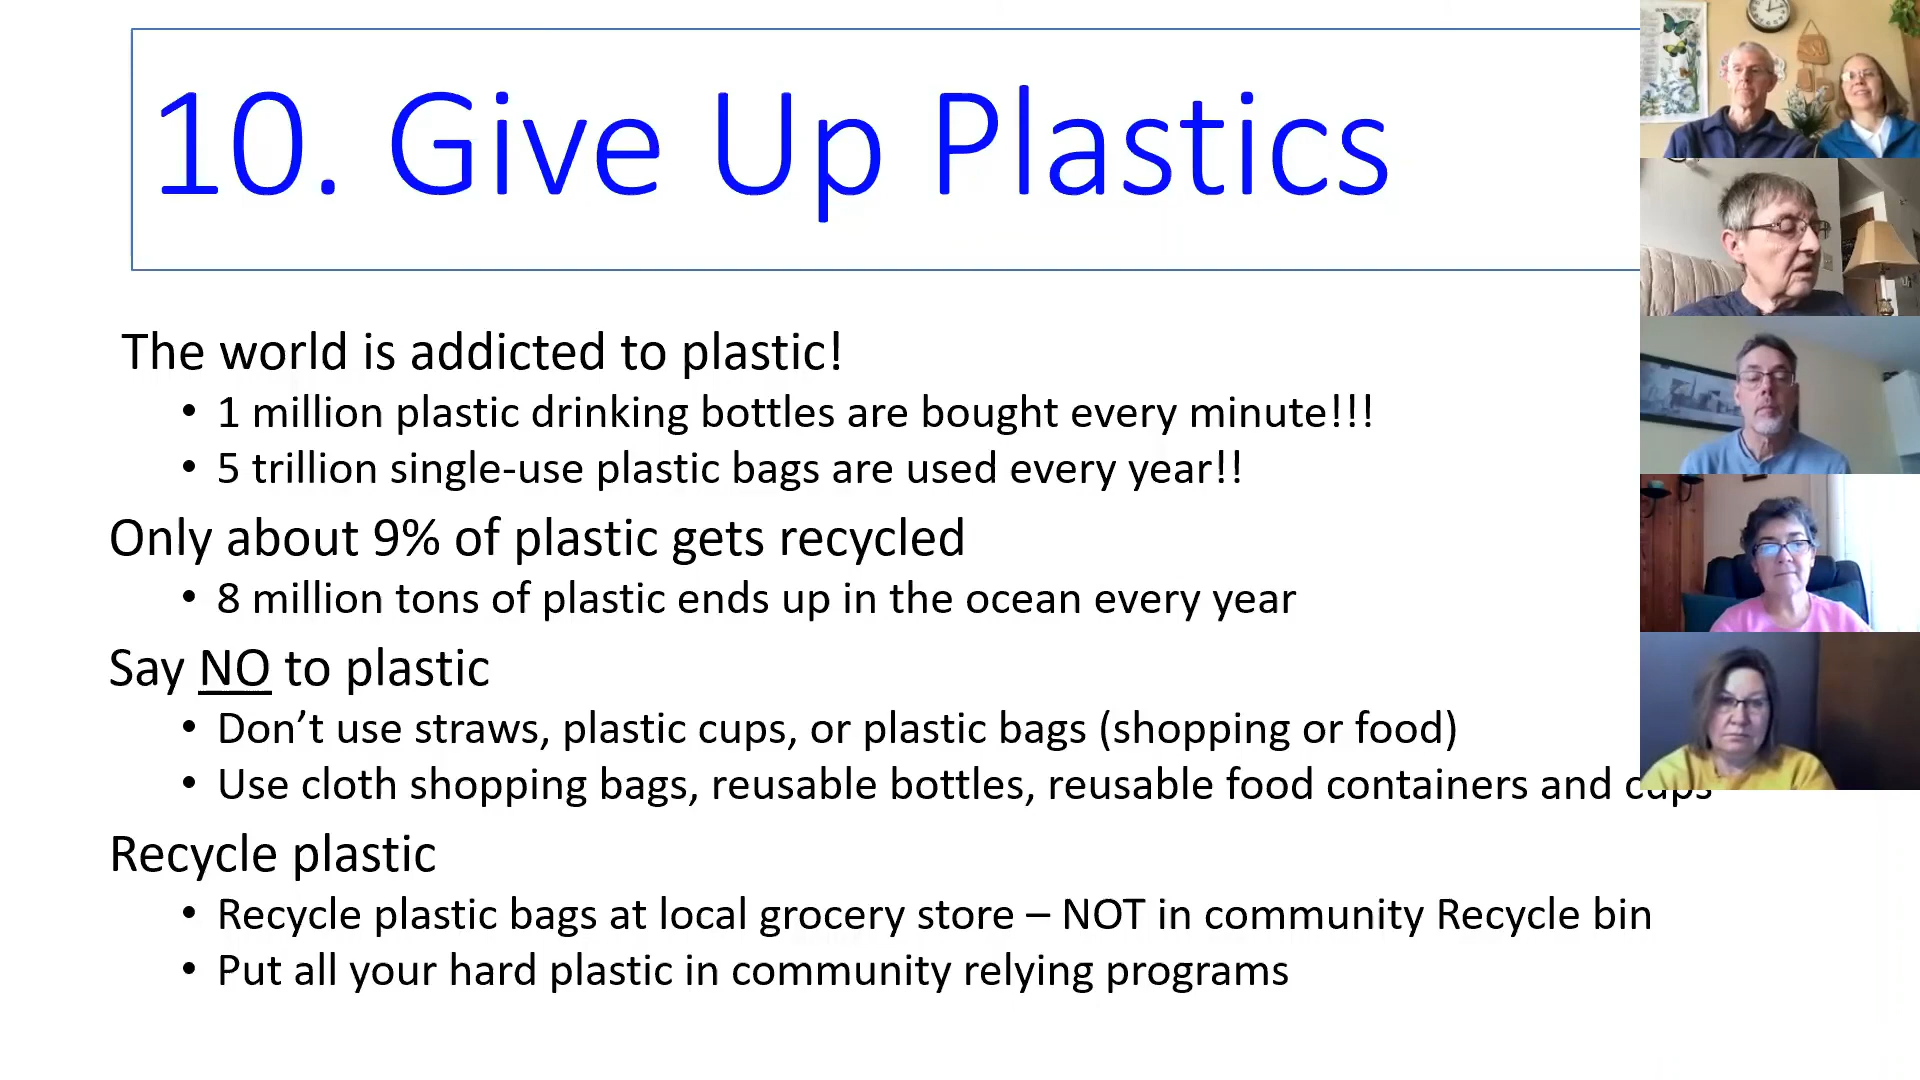 10. Give Up Plastics
The world is addicted to plastic!
• 1 million plastic drinking bottles are bought every minute!!!
• 5 trillion single-use plastic bags are used every year!!
Only about 9% of plastic gets recycled
• 8 million tons of plastic ends up in the ocean every year
Say NO to plastic
• Don’t use straws, plastic cups, or plastic bags (shopping or food)
• Use cloth shopping bags, reusable bottles, reusable food containers and cups
Recycle plastic
• Recycle plastic bags at local grocery store – NOT in community Recycle bin
• Put all your hard plastic in community relying programs